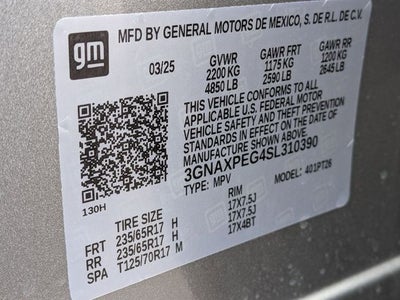 gm
MFD BY GENERAL MOTORS DE MEXICO, S. DE R.L. DE C.V.
03/25 GVWR GAWR FRT GAWR RR
2200 KG 1175 KG 1200 KG
4850 LB 2590 LB 2645 LB
THIS VEHICLE CONFORMS TO ALL
APPLICABLE U.S. FEDERAL MOTOR
VEHICLE SAFETY AND THEFT PREVENTION
STANDARDS IN EFFECT ON THE DATE OF
MANUFACTURE SHOWN ABOVE.
3GNAXPEG4SL310390
TYPE: MPV MODEL: 401PT26
130H
TIRE SIZE RIM
FRT 235/65R17 H 17X7.5J
RR 235/65R17 H 17X7.5J
SPA T125/70R17 M 17X4BT